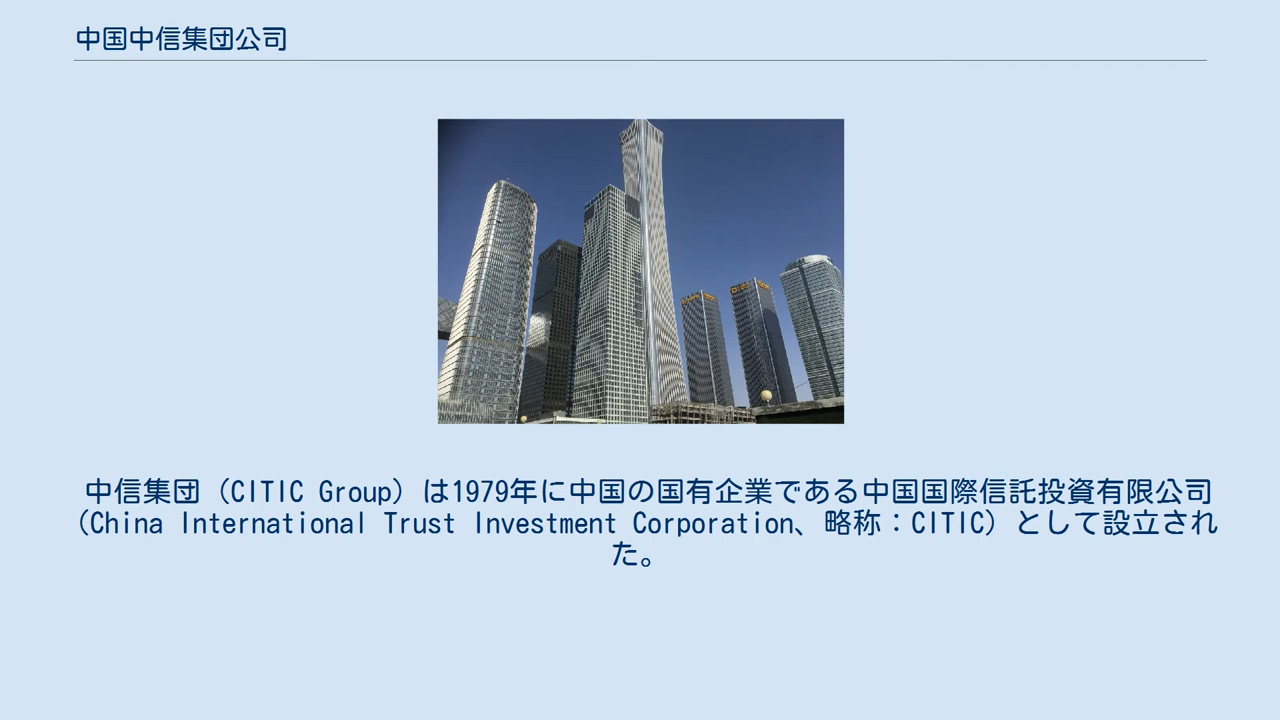 中国中信集団公司
中信集団（CITIC Group）は1979年に中国の国有企業である中国国際信託投資有限公司
(China International Trust Investment Corporation、略称：CITIC）として設立され
た。